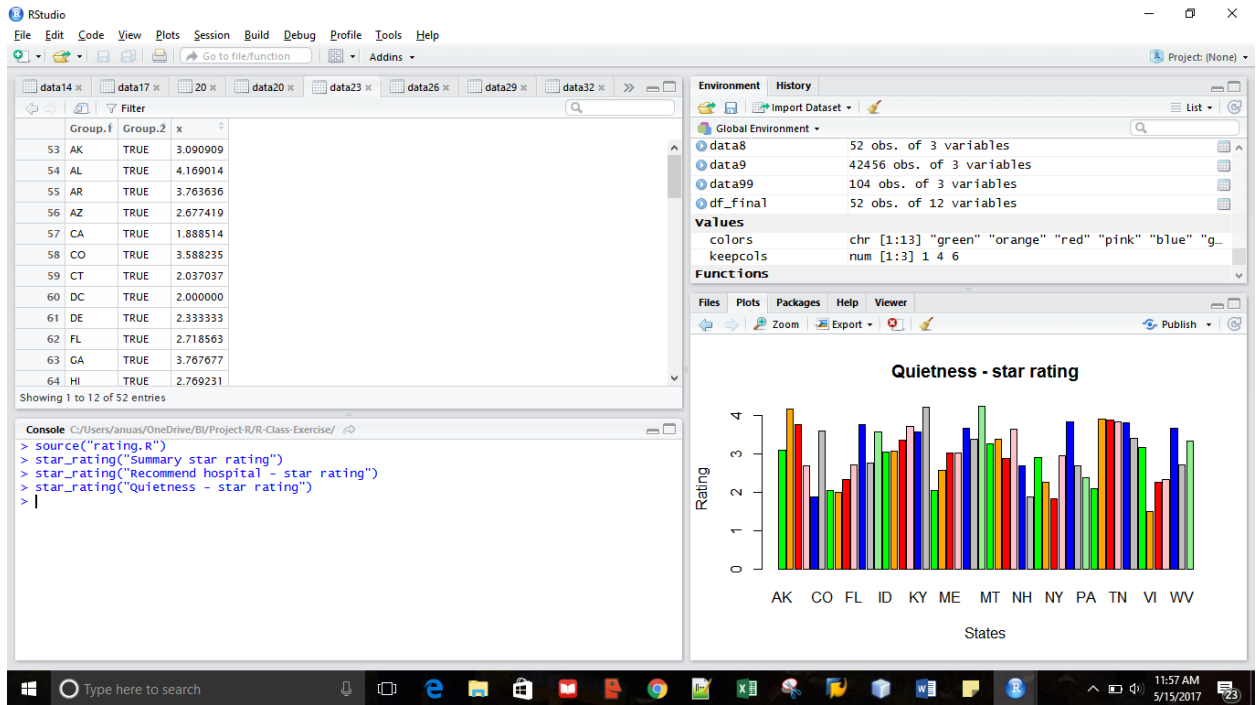 RStudio
File Edit Code View Plots Session Build Debug Profile Tools Help
Go to file/function Addins Project: (None)
data14 data17 20 data20 data23 data26 data29 data32
Filter
Group.1 Group.2 x
53 AK TRUE 3.090909
54 AL TRUE 4.169014
55 AR TRUE 3.763636
56 AZ TRUE 2.677419
57 CA TRUE 1.888514
58 CO TRUE 3.588235
59 CT TRUE 2.037037
60 DC TRUE 2.000000
61 DE TRUE 2.333333
62 FL TRUE 2.718563
63 GA TRUE 3.767677
64 HI TRUE 2.769231
Showing 1 to 12 of 52 entries
Console C:/Users/anuas/OneDrive/BI/Project-R/R-Class-Exercise/
> source("rating.R")
> star_rating("Summary star rating")
> star_rating("Recommend hospital - star rating")
> star_rating("Quietness - star rating")
>
Environment History
Import Dataset List
Global Environment
data8 52 obs. of 3 variables
data9 42456 obs. of 3 variables
data99 104 obs. of 3 variables
df_final 52 obs. of 12 variables
Values
colors chr [1:13] "green" "orange" "red" "pink" "blue" "g...
keepcols num [1:3] 1 4 6
Functions
Files Plots Packages Help Viewer
Zoom Export Publish
Quietness - star rating
Rating
4
3
2
1
0
AK CO FL ID KY ME MT NH NY PA TN VI WV
States
Type here to search
11:57 AM
5/15/2017
23